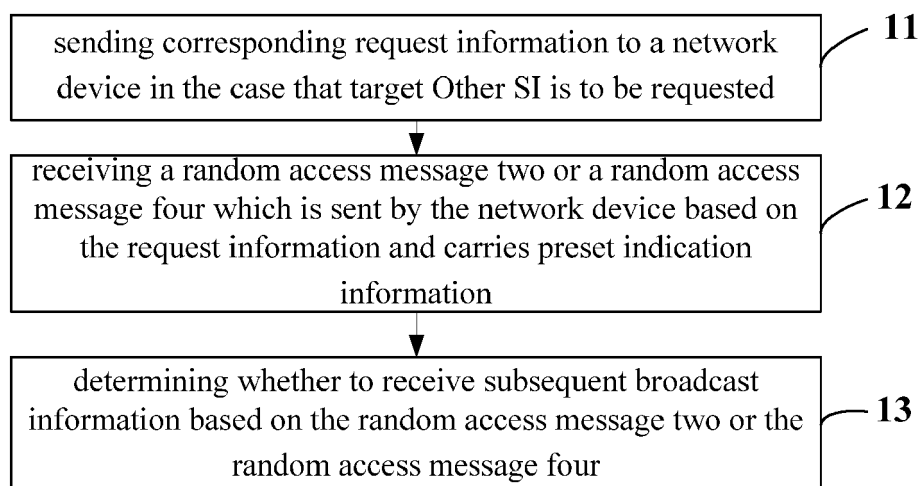 sending corresponding request information to a network
device in the case that target Other SI is to be requested
11
receiving a random access message two or a random access
message four which is sent by the network device based on
the request information and carries preset indication
information
12
determining whether to receive subsequent broadcast
information based on the random access message two or the
random access message four
13